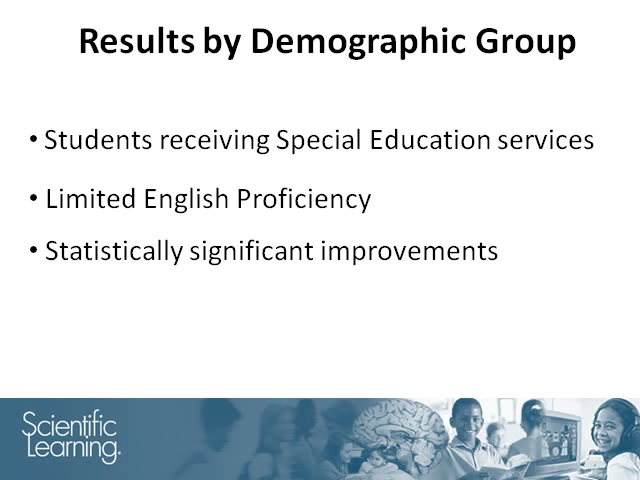 Results by Demographic Group
• Students receiving Special Education services
• Limited English Proficiency
• Statistically significant improvements
Scientific
Learning.